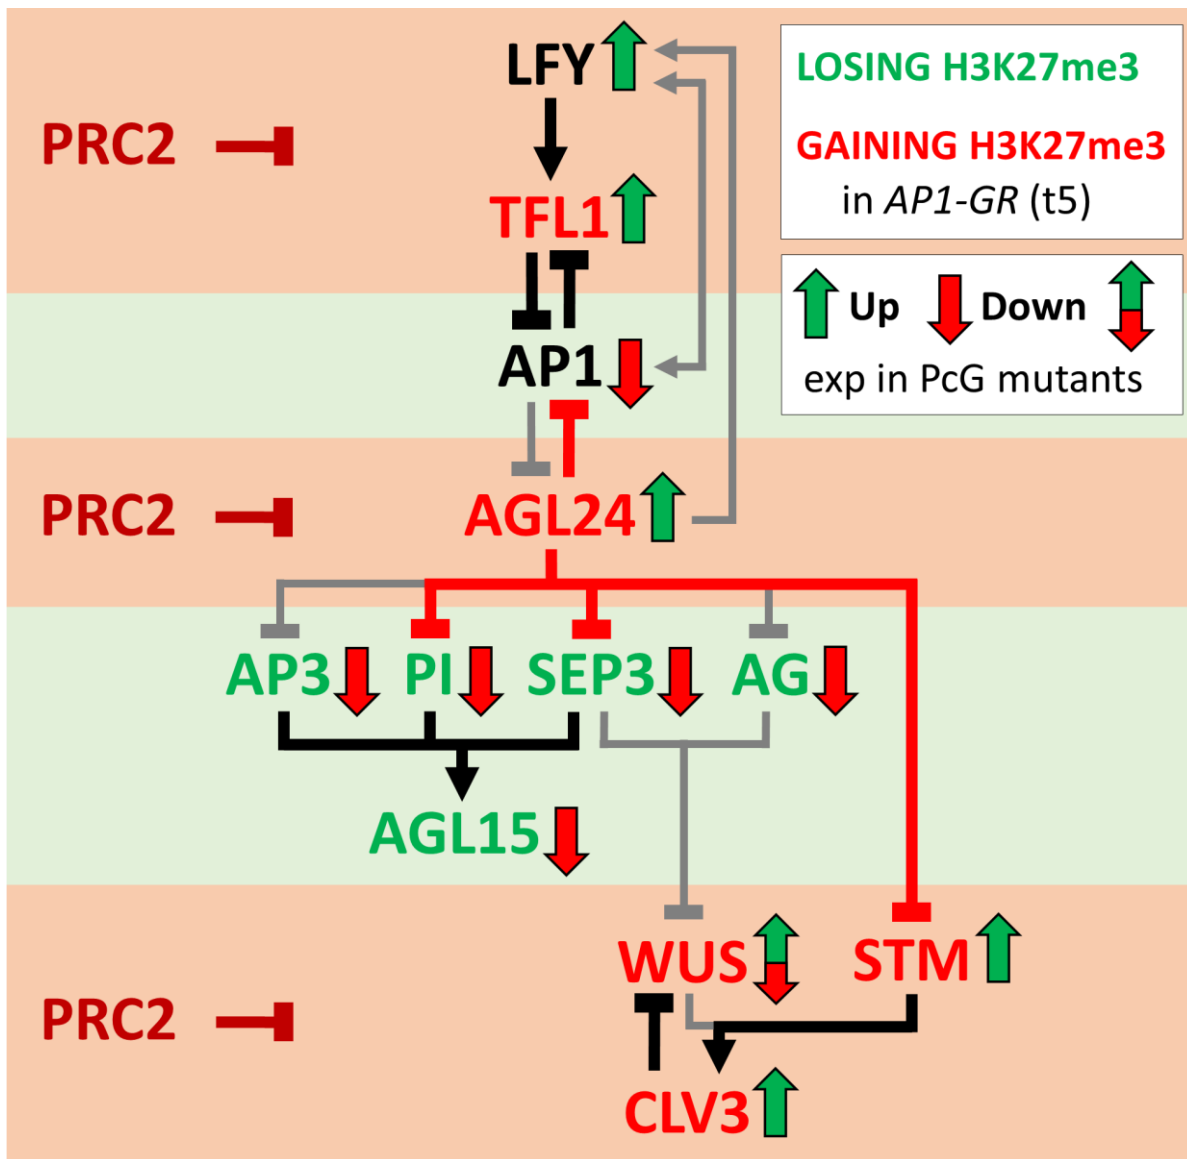 LFY
LOSING H3K27me3
PRC2
GAINING H3K27me3
in AP1-GR (t5)
TFL1
Up Down
AP1
exp in PcG mutants
PRC2
AGL24
AP3 PI SEP3 AG
AGL15
WUS STM
PRC2
CLV3